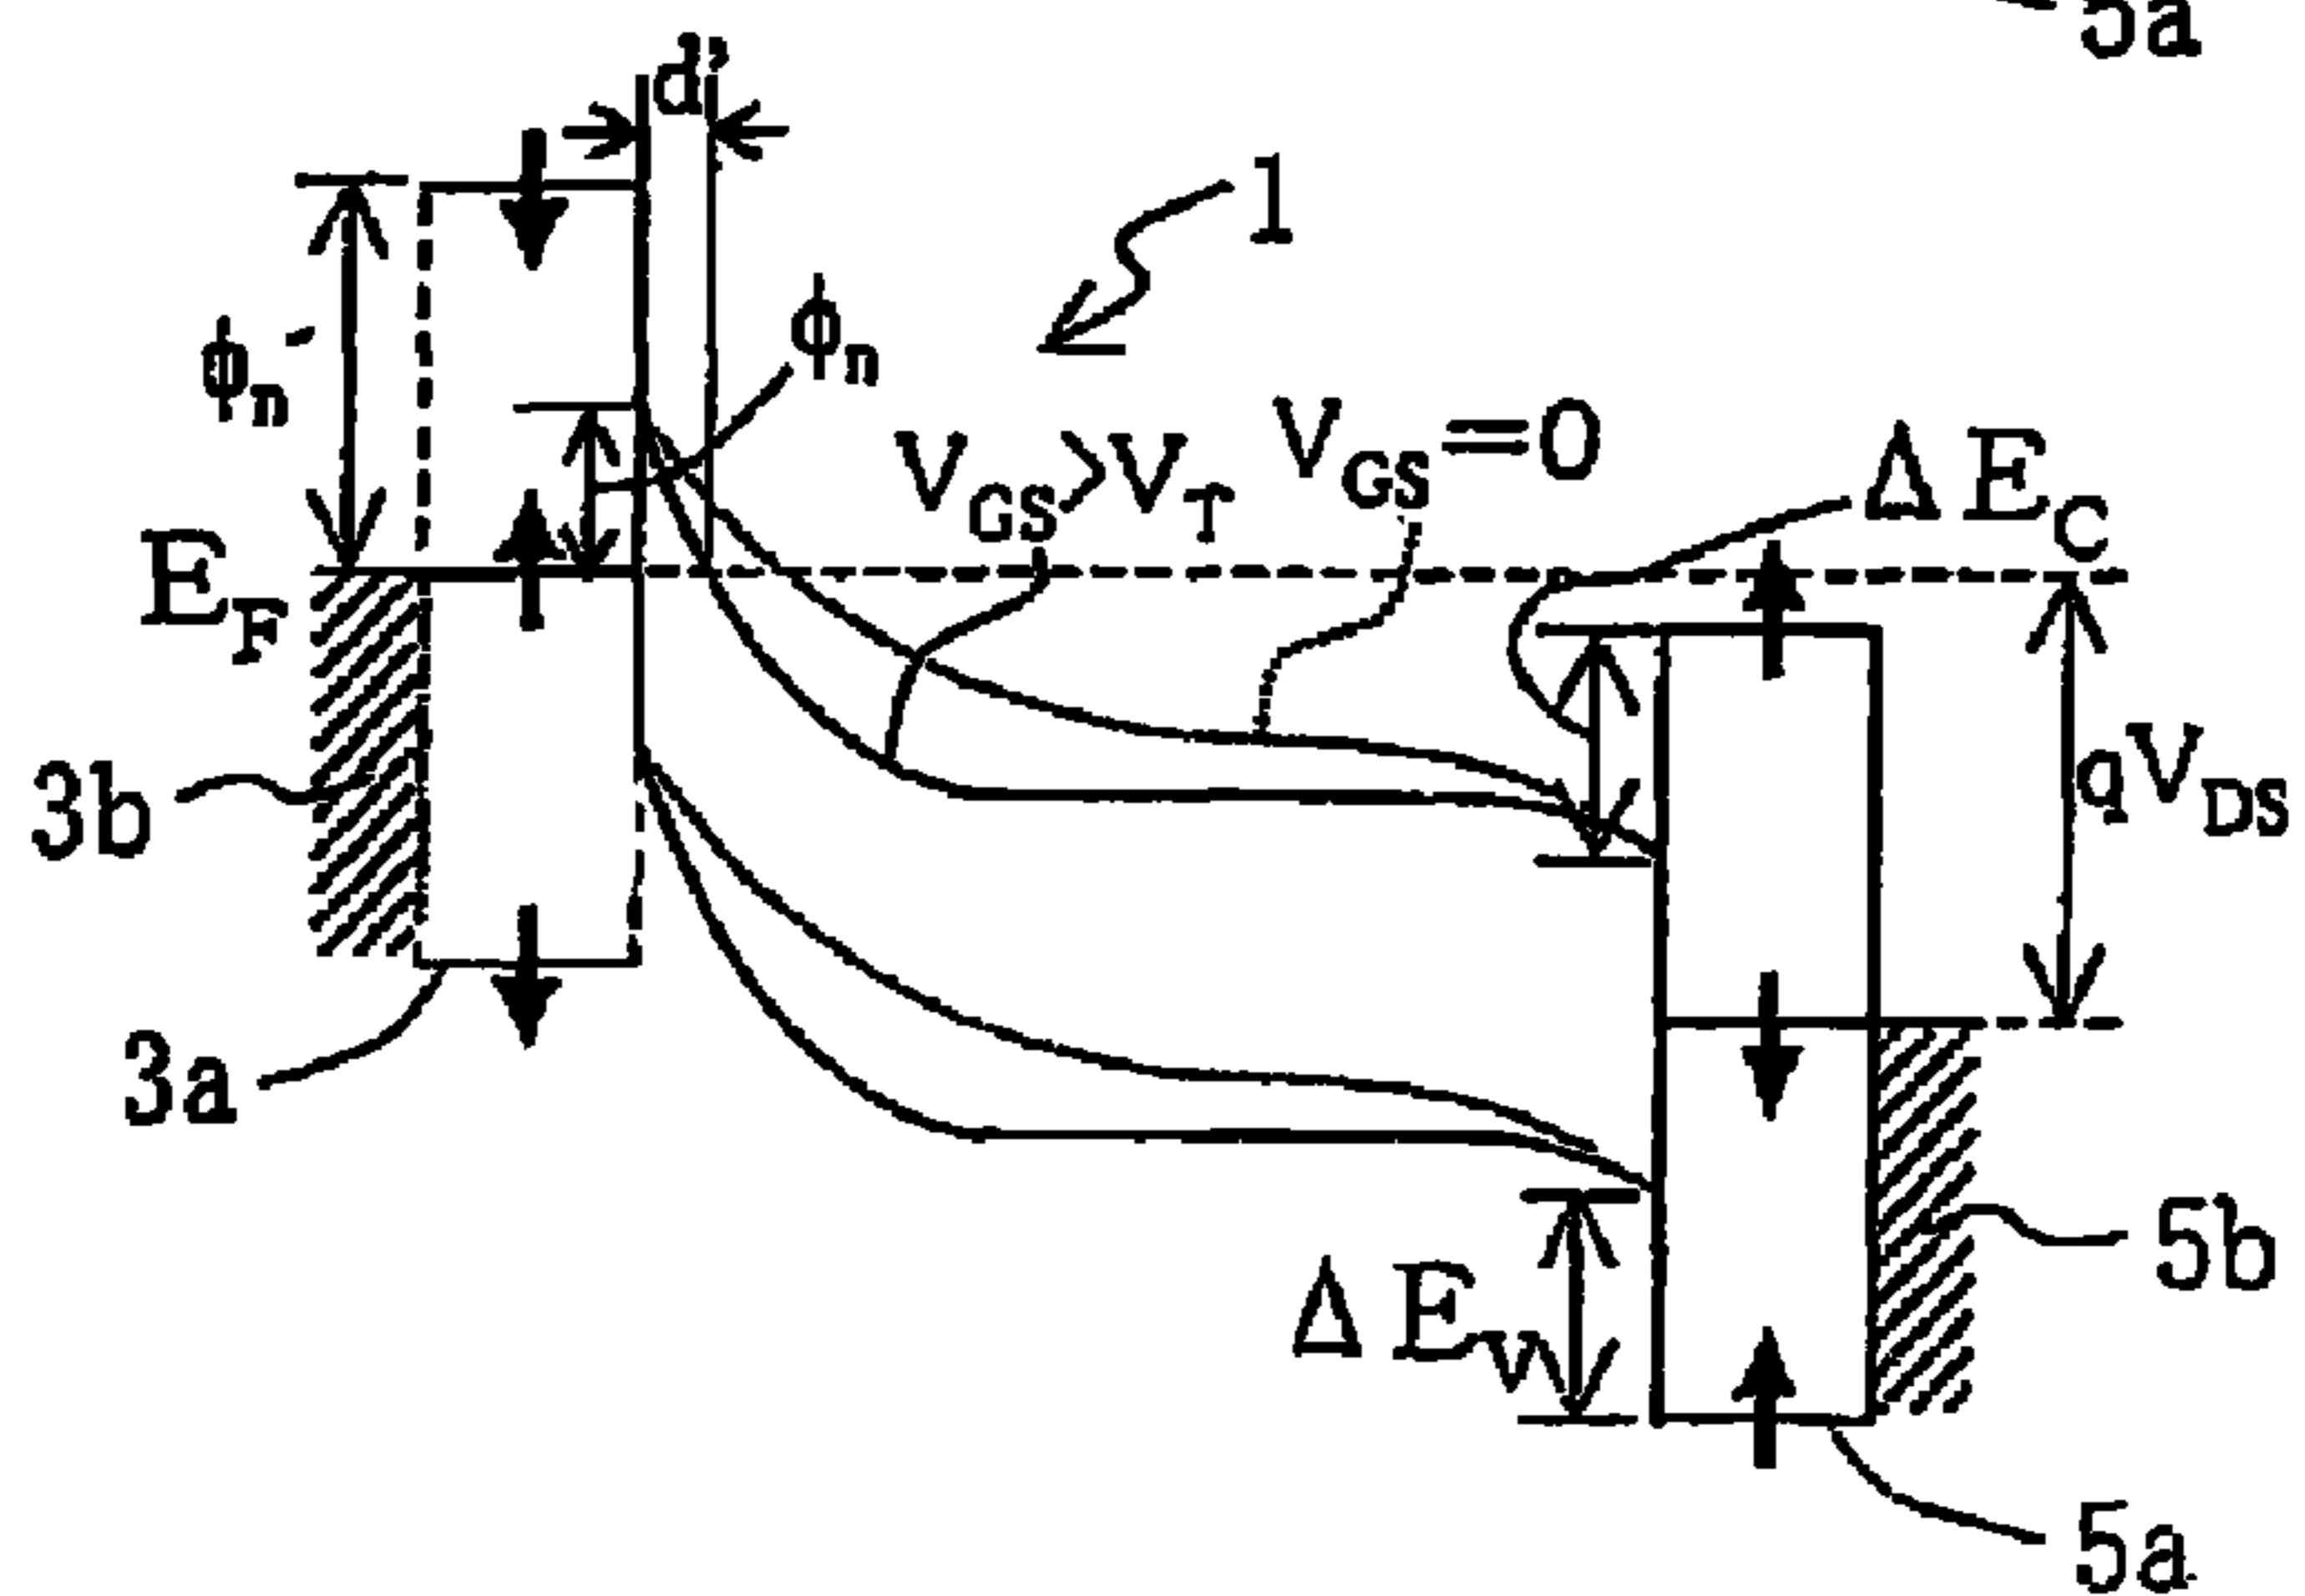 5a
d'
1
ϕn′
ϕn
VGS>VT
VGS=0
ΔEC
EF
qVDS
3b
3a
5b
ΔEV
5a